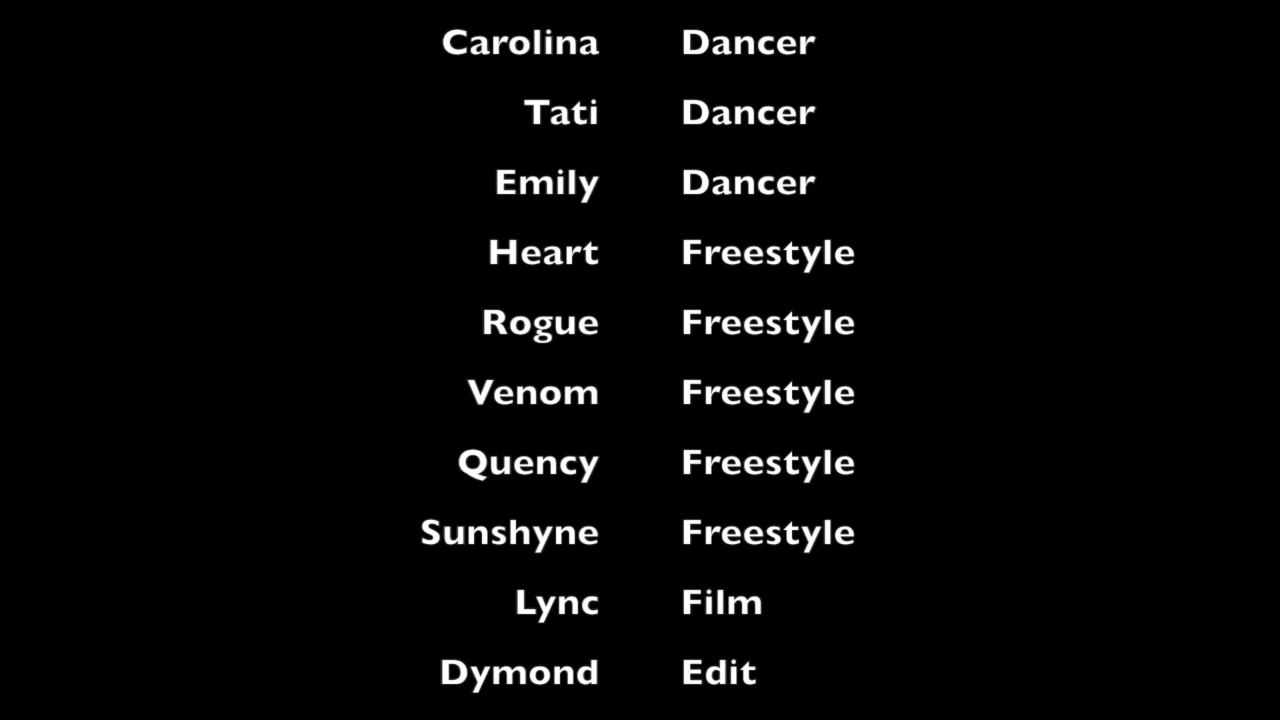 Carolina Dancer
Tati Dancer
Emily Dancer
Heart Freestyle
Rogue Freestyle
Venom Freestyle
Quency Freestyle
Sunshyne Freestyle
Lync Film
Dymond Edit